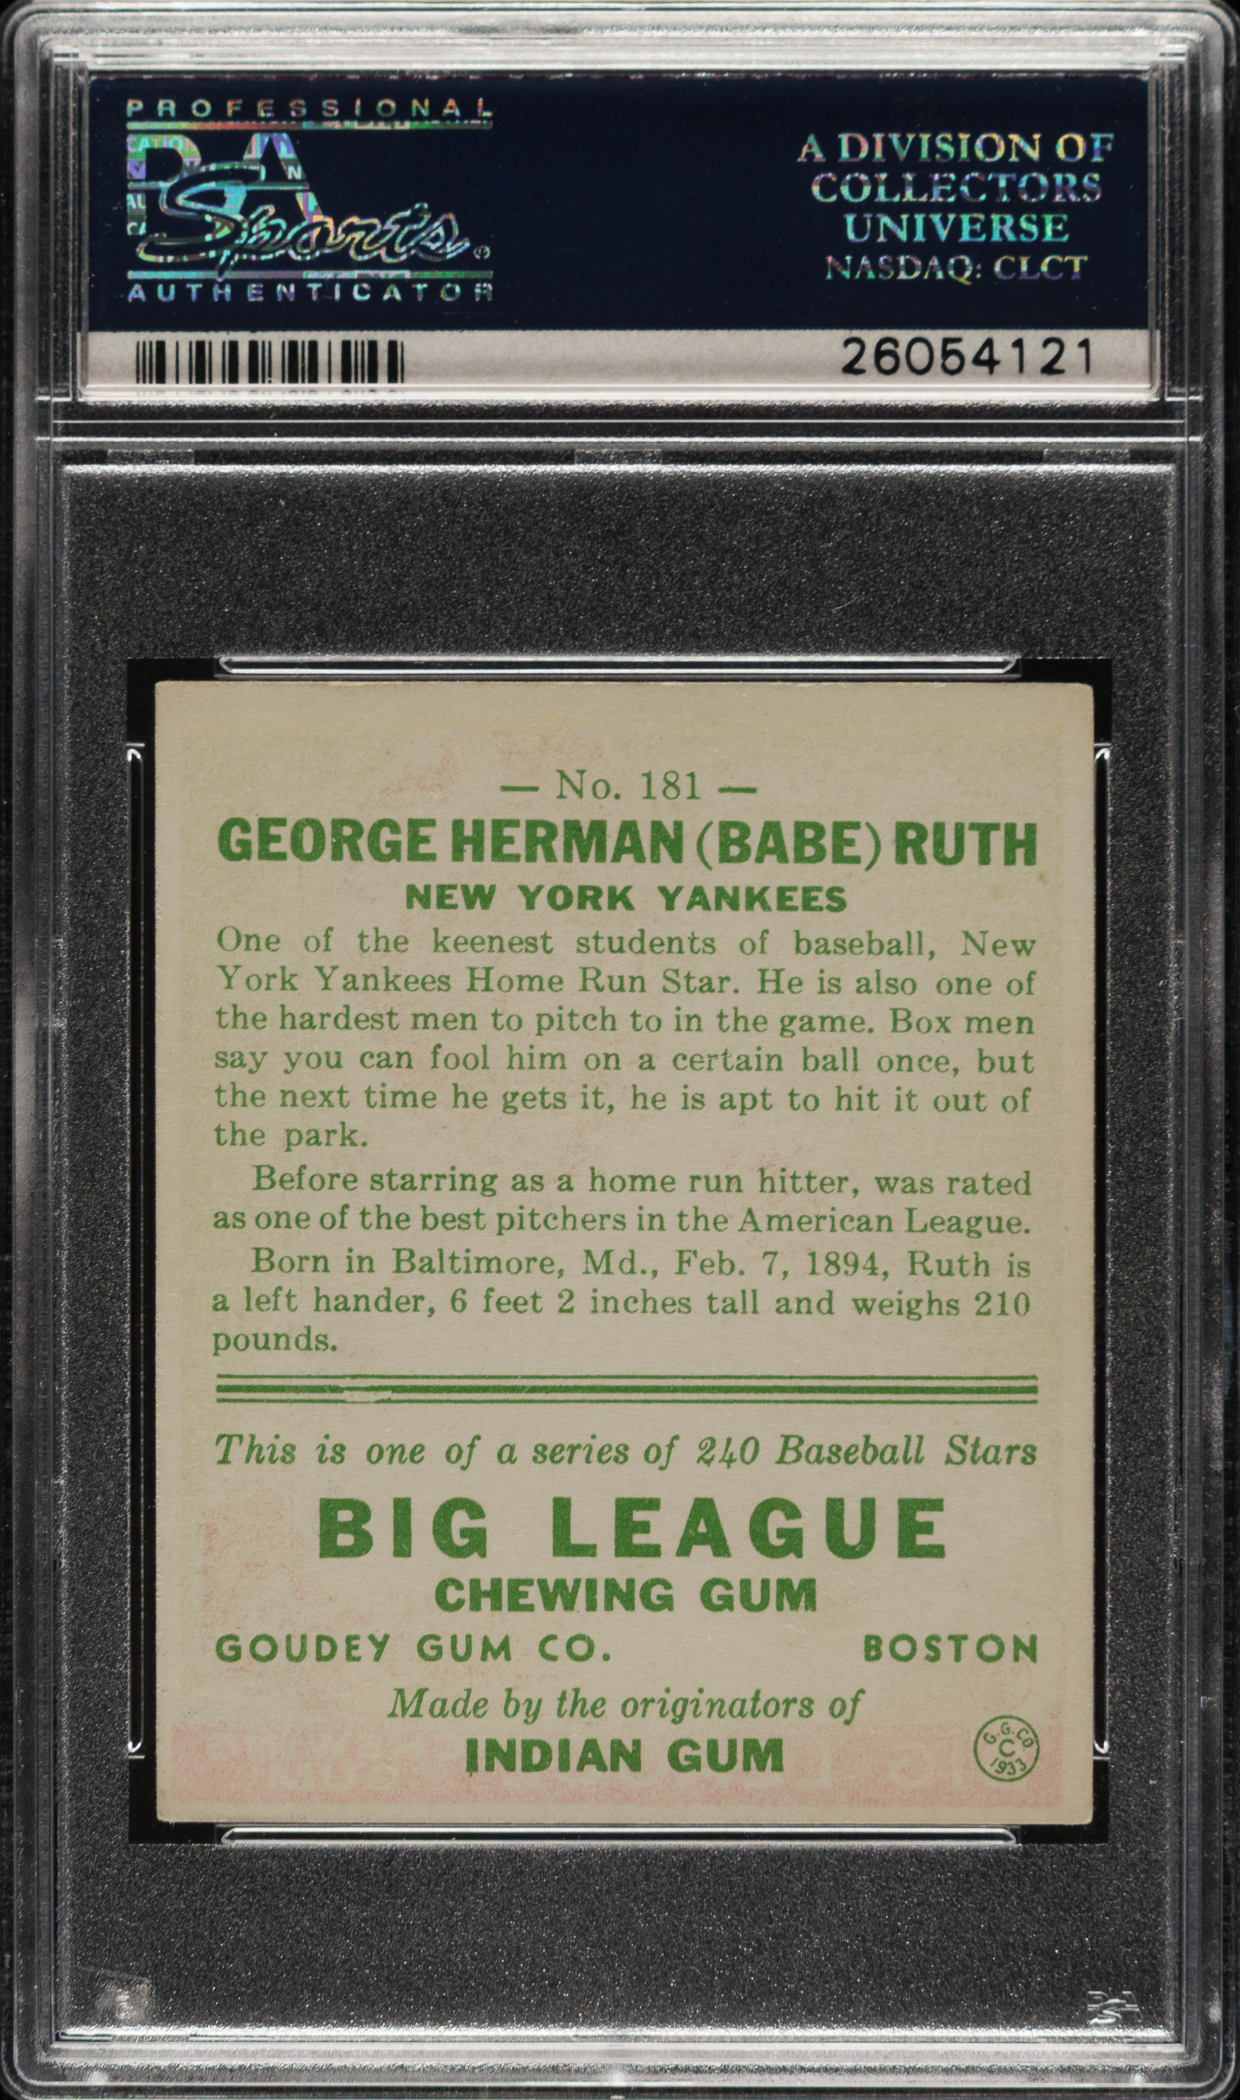 PROFESSIONAL
PSA
Sports®
AUTHENTICATOR
A DIVISION OF
COLLECTORS
UNIVERSE
NASDAQ: CLCT
26054121
— No. 181 —
GEORGE HERMAN (BABE) RUTH
NEW YORK YANKEES
One of the keenest students of baseball, New
York Yankees Home Run Star. He is also one of
the hardest men to pitch to in the game. Box men
say you can fool him on a certain ball once, but
the next time he gets it, he is apt to hit it out of
the park.
Before starring as a home run hitter, was rated
as one of the best pitchers in the American League.
Born in Baltimore, Md., Feb. 7, 1894, Ruth is
a left hander, 6 feet 2 inches tall and weighs 210
pounds.
This is one of a series of 240 Baseball Stars
BIG LEAGUE
CHEWING GUM
GOUDEY GUM CO. BOSTON
Made by the originators of
INDIAN GUM
G.G.CO.
C
1933
PSA